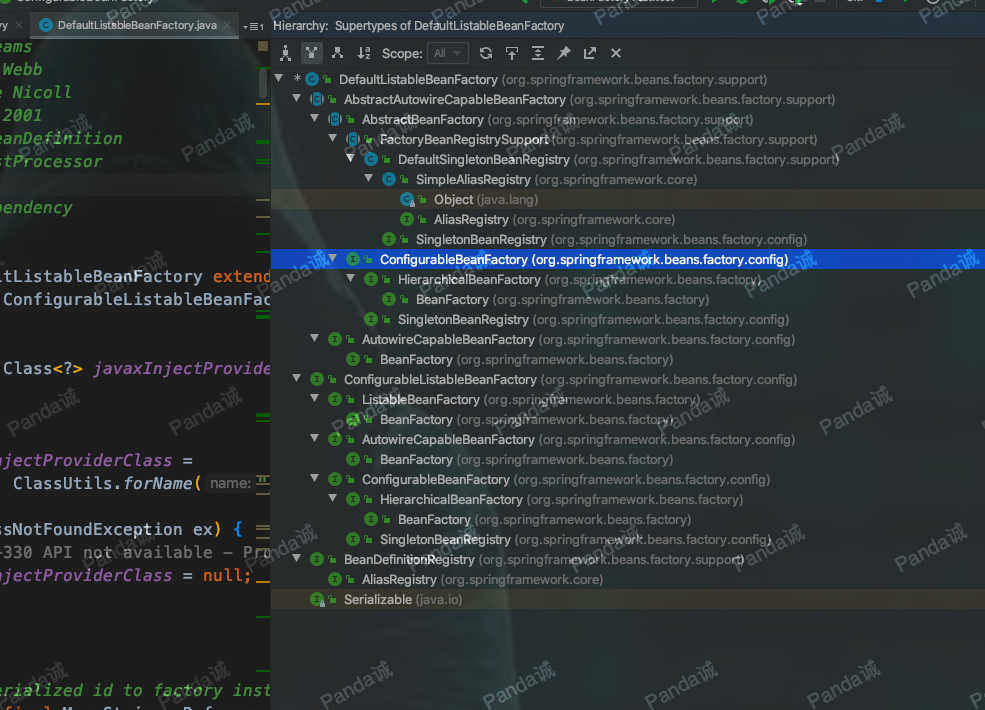 DefaultListableBeanFactory.java
Hierarchy: Supertypes of DefaultListableBeanFactory
Scope: All
eams
Webb
Nicoll
2001
eanDefinition
stProcessor
pendency
ltListableBeanFactory extend
ConfigurableListableBeanFac
Class<?> javaxInjectProvide
njectProviderClass =
ClassUtils.forName( name:
ssNotFoundException ex) {
-330 API not available – Pro
njectProviderClass = null;
erialized id to factory inst
DefaultListableBeanFactory (org.springframework.beans.factory.support)
AbstractAutowireCapableBeanFactory (org.springframework.beans.factory.support)
AbstractBeanFactory (org.springframework.beans.factory.support)
FactoryBeanRegistrySupport (org.springframework.beans.factory.support)
DefaultSingletonBeanRegistry (org.springframework.beans.factory.support)
SimpleAliasRegistry (org.springframework.core)
Object (java.lang)
AliasRegistry (org.springframework.core)
SingletonBeanRegistry (org.springframework.beans.factory.config)
ConfigurableBeanFactory (org.springframework.beans.factory.config)
HierarchicalBeanFactory (org.springframework.beans.factory)
BeanFactory (org.springframework.beans.factory)
SingletonBeanRegistry (org.springframework.beans.factory.config)
AutowireCapableBeanFactory (org.springframework.beans.factory.config)
BeanFactory (org.springframework.beans.factory)
ConfigurableListableBeanFactory (org.springframework.beans.factory.config)
ListableBeanFactory (org.springframework.beans.factory)
BeanFactory (org.springframework.beans.factory)
AutowireCapableBeanFactory (org.springframework.beans.factory.config)
BeanFactory (org.springframework.beans.factory)
ConfigurableBeanFactory (org.springframework.beans.factory.config)
HierarchicalBeanFactory (org.springframework.beans.factory)
BeanFactory (org.springframework.beans.factory)
SingletonBeanRegistry (org.springframework.beans.factory.config)
BeanDefinitionRegistry (org.springframework.beans.factory.support)
AliasRegistry (org.springframework.core)
Serializable (java.io)
Panda诚